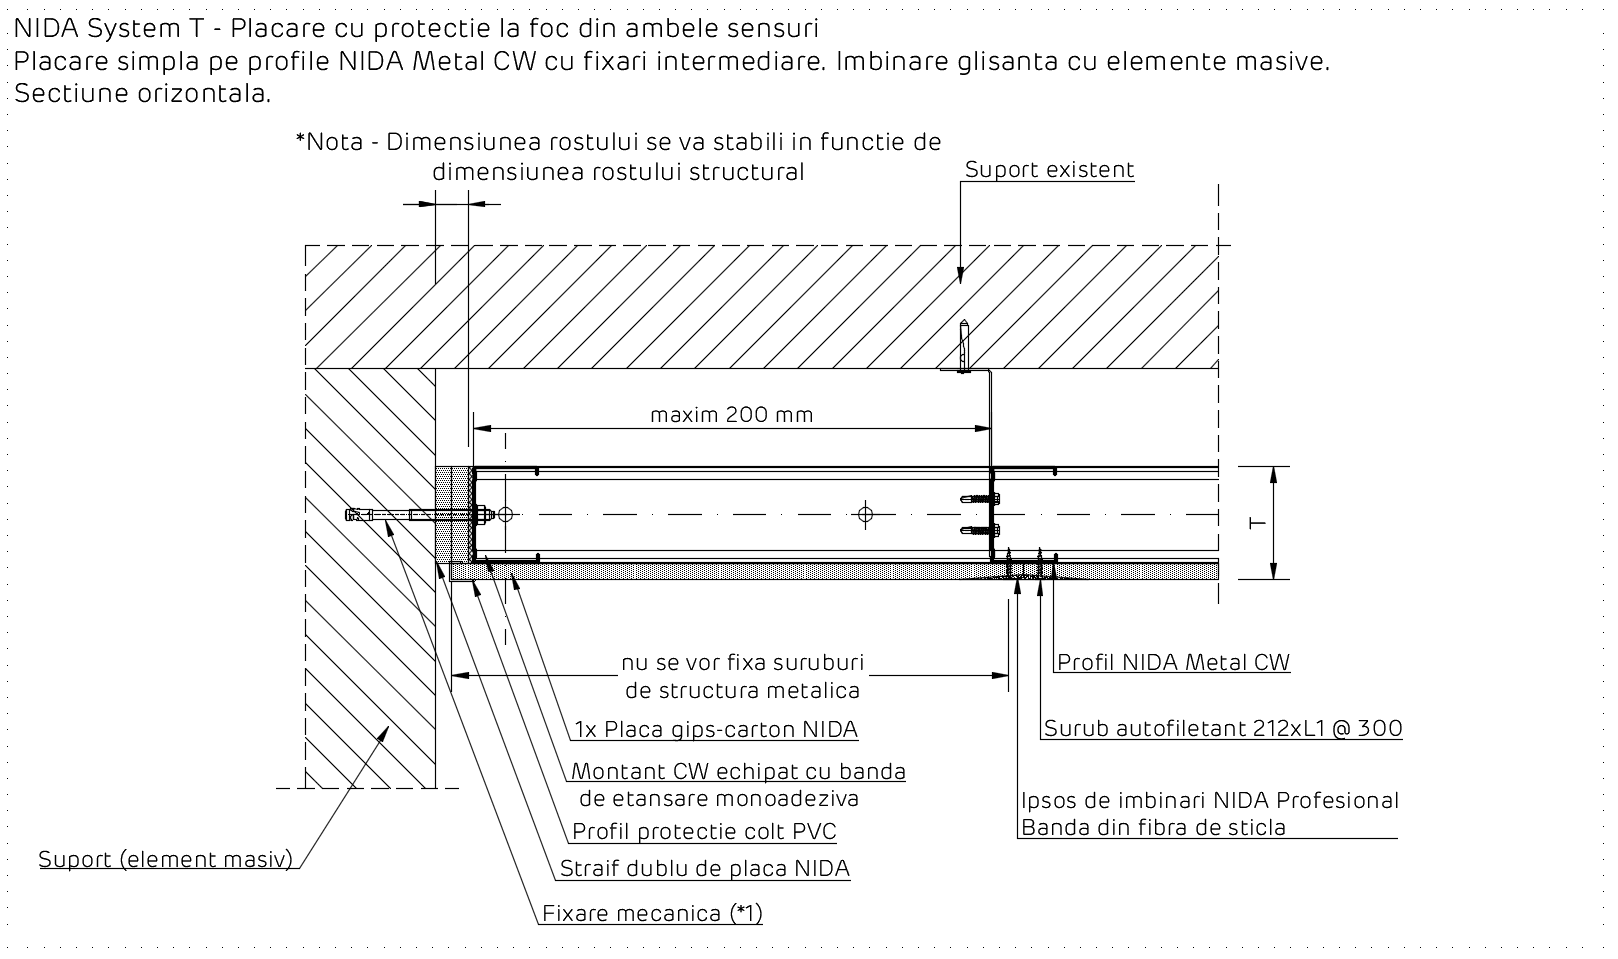 NIDA System T - Placare cu protectie la foc din ambele sensuri
Placare simpla pe profile NIDA Metal CW cu fixari intermediare. Imbinare glisanta cu elemente masive.
Sectiune orizontala.
*Nota - Dimensiunea rostului se va stabili in functie de
dimensiunea rostului structural
Suport existent
maxim 200 mm
T
nu se vor fixa suruburi
de structura metalica
Profil NIDA Metal CW
1x Placa gips-carton NIDA
Surub autofiletant 212xL1 @ 300
Montant CW echipat cu banda
de etansare monoadeziva
Ipsos de imbinari NIDA Profesional
Banda din fibra de sticla
Profil protectie colt PVC
Suport (element masiv)
Straif dublu de placa NIDA
Fixare mecanica (*1)